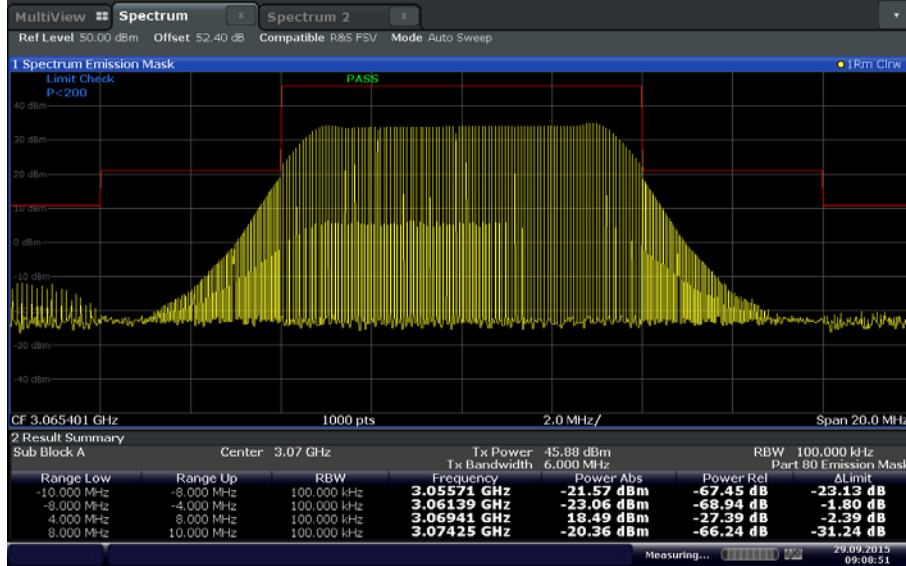 MultiView Spectrum X Spectrum 2 X
Ref Level 50.00 dBm Offset 52.40 dB Compatible R&S FSV Mode Auto Sweep
1 Spectrum Emission Mask 1Rm Clrw
Limit Check PASS
P<200
40 dBm
30 dBm
20 dBm
10 dBm
0 dBm
-10 dBm
-30 dBm
-40 dBm
CF 3.065401 GHz 1000 pts 2.0 MHz/ Span 20.0 MHz
2 Result Summary
Sub Block A Center 3.07 GHz Tx Power 45.88 dBm RBW 100.000 kHz
Tx Bandwidth 6.000 MHz Part 80 Emission Mask
Range Low Range Up RBW Frequency Power Abs Power Rel ΔLimit
-10.000 MHz -8.000 MHz 100.000 kHz 3.05571 GHz -21.57 dBm -67.45 dB -23.13 dB
-8.000 MHz -4.000 MHz 100.000 kHz 3.06139 GHz -23.06 dBm -68.94 dB -1.80 dB
4.000 MHz 8.000 MHz 100.000 kHz 3.06941 GHz 18.49 dBm -27.39 dB -2.39 dB
8.000 MHz 10.000 MHz 100.000 kHz 3.07425 GHz -20.36 dBm -66.24 dB -31.24 dB
Measuring... 29.09.2015
09:08:51